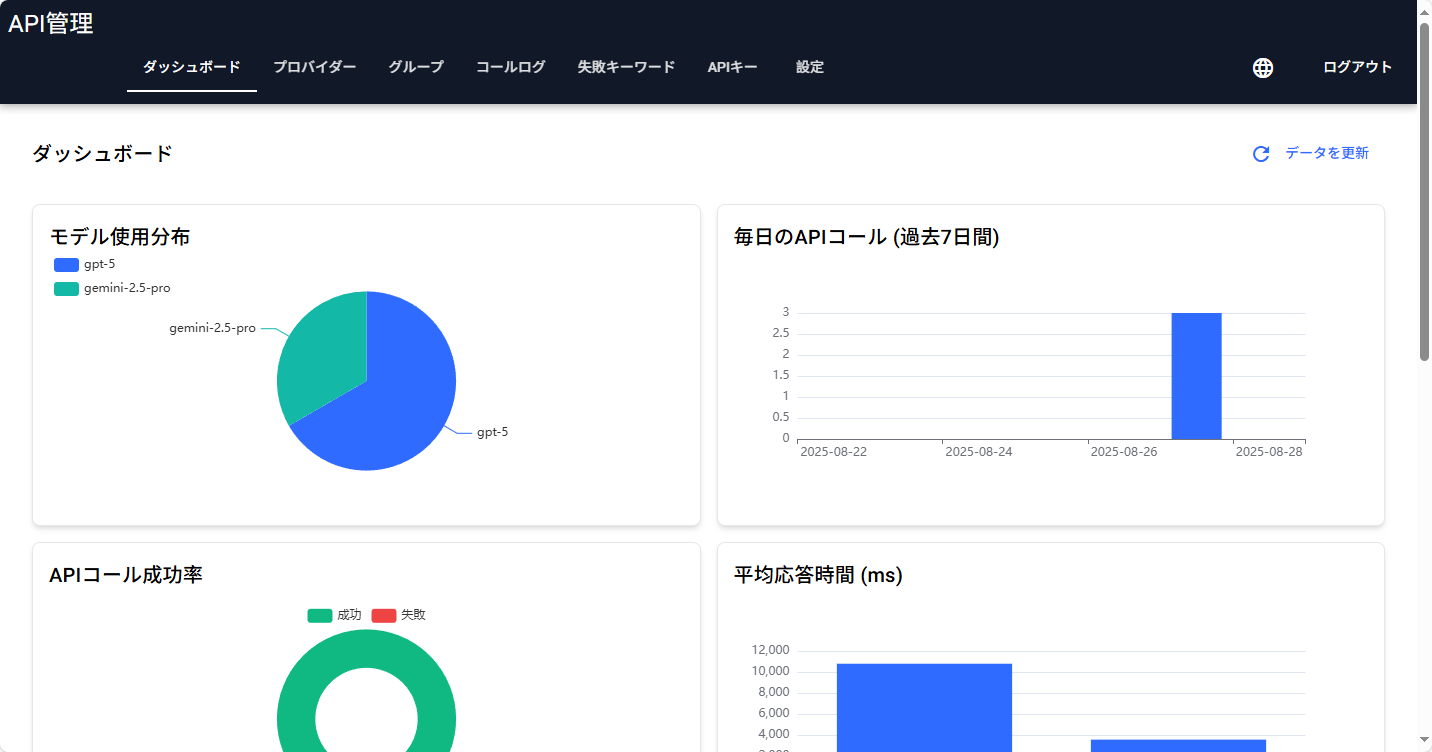 API管理
ダッシュボード プロバイダー グループ コールログ 失敗キーワード APIキー 設定 ログアウト
ダッシュボード
データを更新
モデル使用分布
gpt-5
gemini-2.5-pro
gemini-2.5-pro
gpt-5
毎日のAPIコール (過去7日間)
3
2.5
2
1.5
1
0.5
0
2025-08-22 2025-08-24 2025-08-26 2025-08-28
APIコール成功率
成功 失敗
平均応答時間 (ms)
12,000
10,000
8,000
6,000
4,000